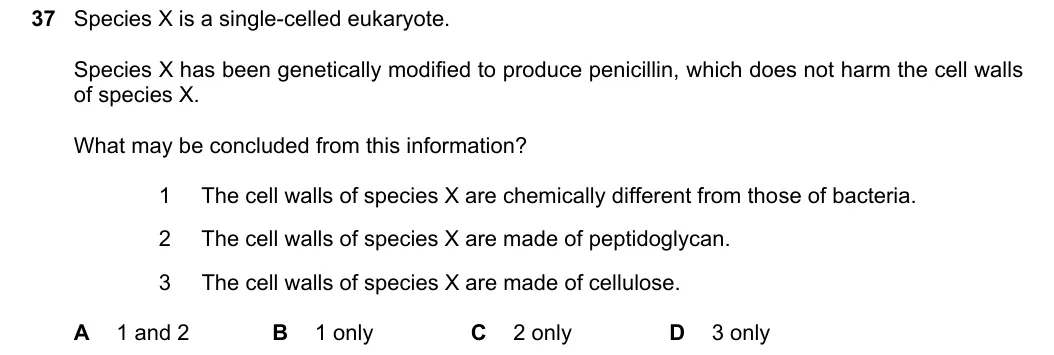 37 Species X is a single-celled eukaryote.
Species X has been genetically modified to produce penicillin, which does not harm the cell walls
of species X.
What may be concluded from this information?
1 The cell walls of species X are chemically different from those of bacteria.
2 The cell walls of species X are made of peptidoglycan.
3 The cell walls of species X are made of cellulose.
A 1 and 2 B 1 only C 2 only D 3 only